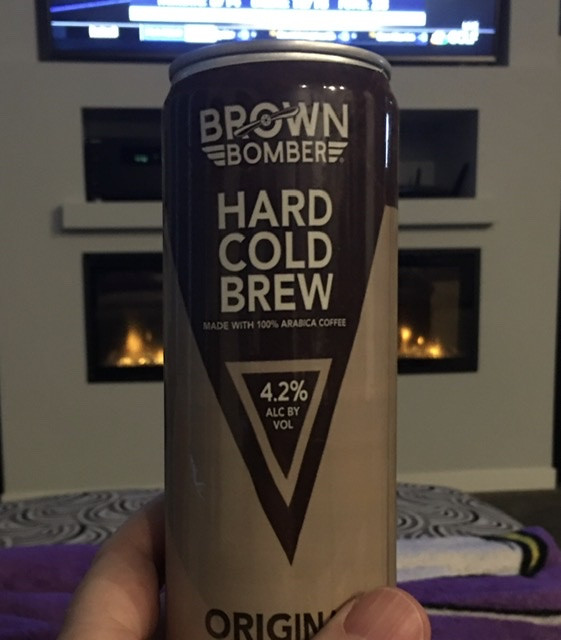 BROWN
BOMBER
HARD
COLD
BREW
MADE WITH 100% ARABICA COFFEE
4.2%
ALC BY
VOL